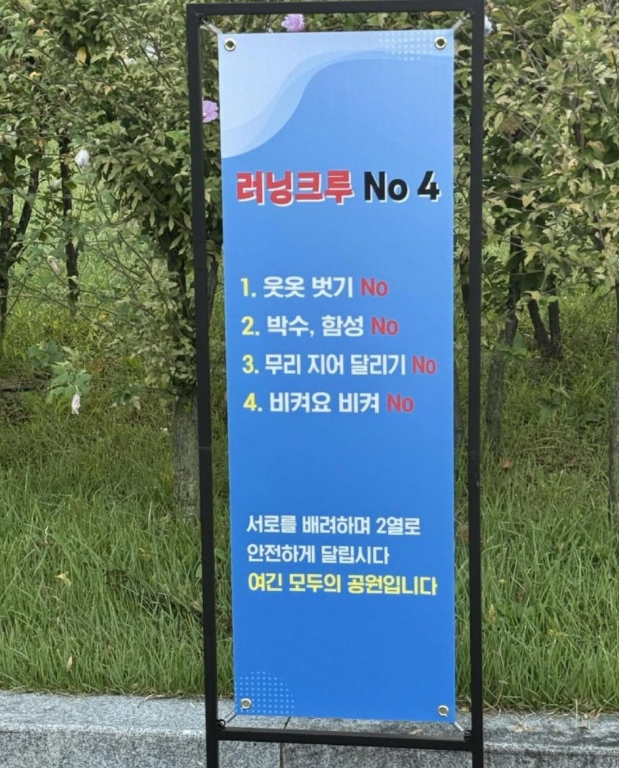 러닝크루 No 4
1. 웃옷 벗기 No
2. 박수, 함성 No
3. 무리 지어 달리기 No
4. 비켜요 비켜 No
서로를 배려하며 2열로
안전하게 달립시다
여긴 모두의 공원입니다